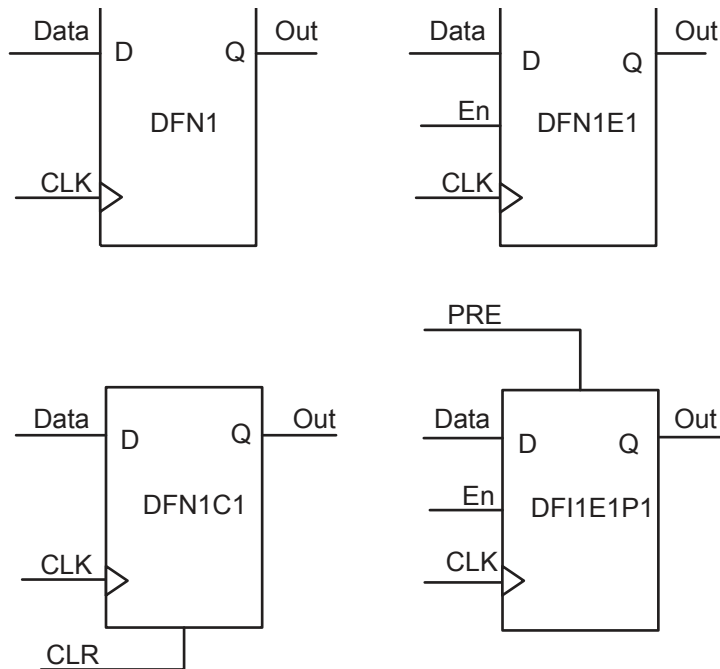 Data
D
Q
Out
DFN1
CLK
Data
D
Q
Out
En
DFN1E1
CLK
Data
D
Q
Out
DFN1C1
CLK
CLR
PRE
Data
D
Q
Out
En
DFI1E1P1
CLK